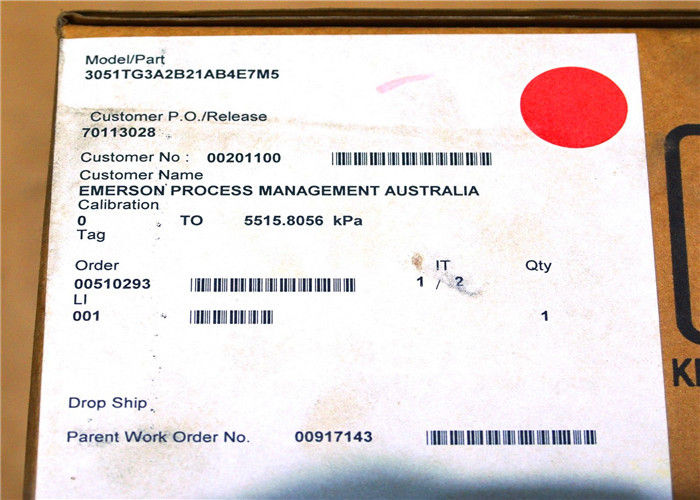 Model/Part
3051TG3A2B21AB4E7M5
Customer P.O./Release
70113028
Customer No : 00201100
Customer Name
EMERSON PROCESS MANAGEMENT AUSTRALIA
Calibration
0 TO 5515.8056 kPa
Tag
Order IT Qty
00510293 1 / 2
LI
001 1
Drop Ship
Parent Work Order No. 00917143